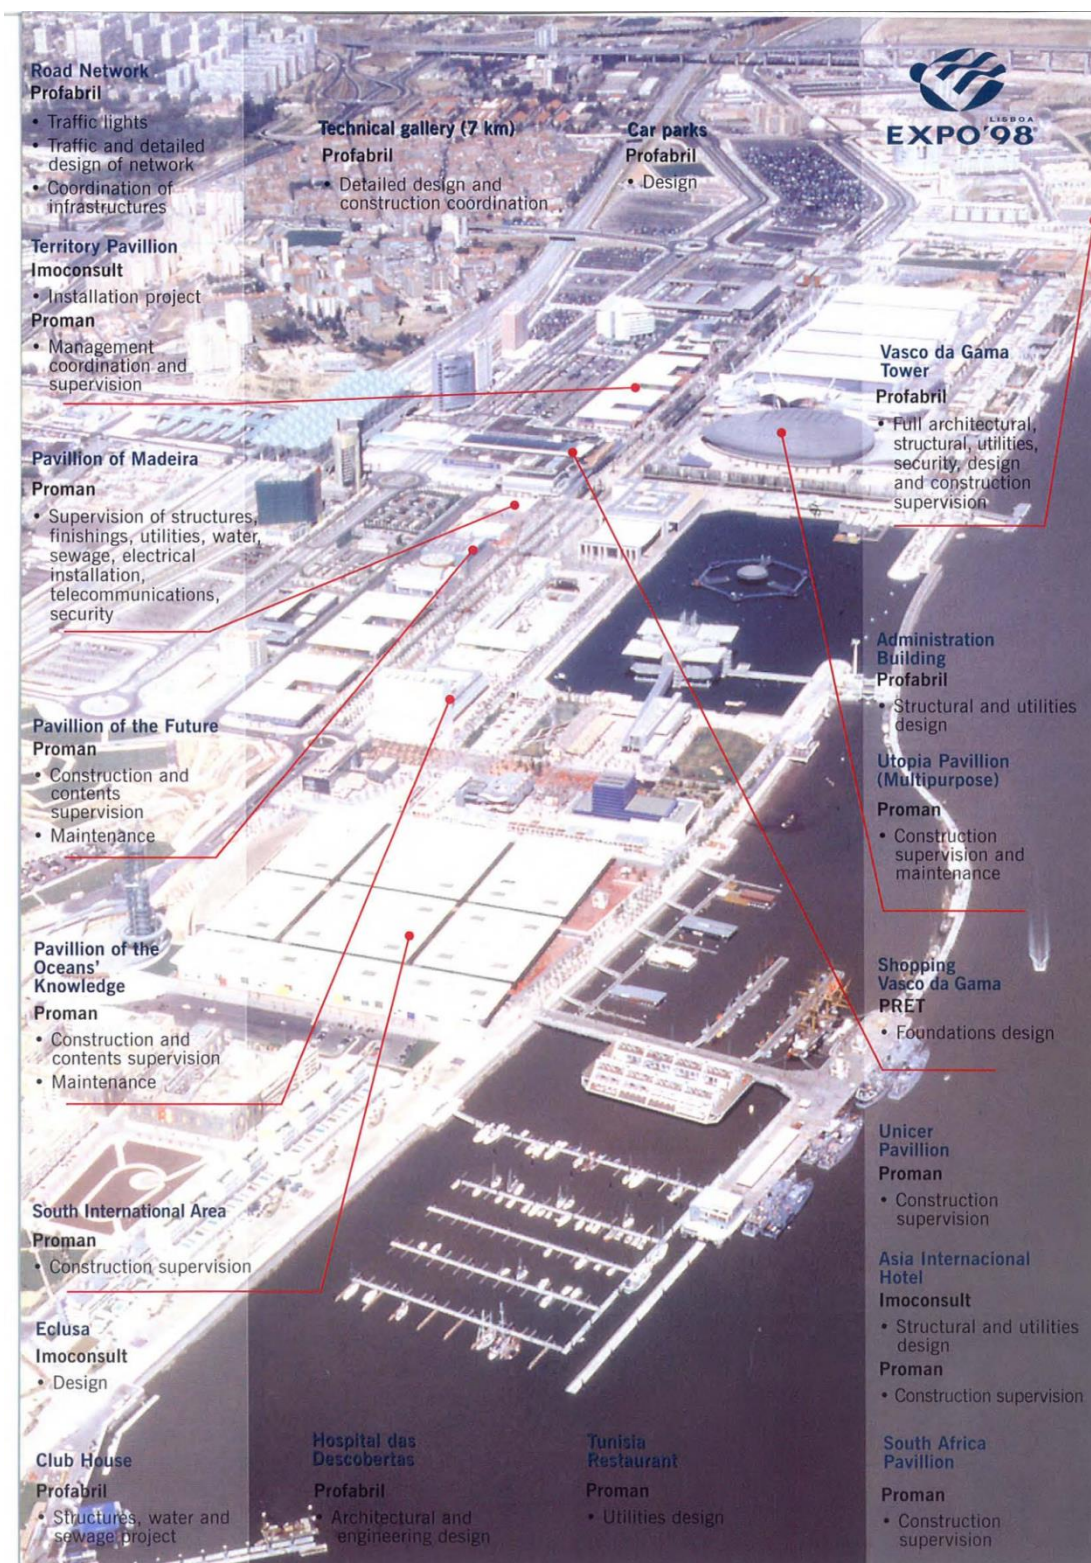 Road Network
Profabril
• Traffic lights
• Traffic and detailed
design of network
• Coordination of
infrastructures
Technical gallery (7 km)
Profabril
• Detailed design and
construction coordination
Car parks
Profabril
• Design
LISBOA
EXPO'98
Territory Pavillion
Imoconsult
• Installation project
Proman
• Management
coordination and
supervision
Pavillion of Madeira
Proman
• Supervision of structures,
finishings, utilities, water,
sewage, electrical
installation,
telecommunications,
security
Pavillion of the Future
Proman
• Construction and
contents
supervision
• Maintenance
Pavillion of the
Oceans'
Knowledge
Proman
• Construction and
contents supervision
• Maintenance
South International Area
Proman
• Construction supervision
Eclusa
Imoconsult
• Design
Club House
Profabril
• Structures, water and
sewage project
Hospital das
Descobertas
Profabril
• Architectural and
engineering design
Tunisia
Restaurant
Proman
• Utilities design
Vasco da Gama
Tower
Profabril
• Full architectural,
structural, utilities,
security, design
and construction
supervision
Administration
Building
Profabril
• Structural and utilities
design
Utopia Pavillion
(Multipurpose)
Proman
• Construction
supervision and
maintenance
Shopping
Vasco da Gama
PRET
• Foundations design
Unicer
Pavillion
Proman
• Construction
supervision
Asia Internacional
Hotel
Imoconsult
• Structural and utilities
design
Proman
• Construction supervision
South Africa
Pavillion
Proman
• Construction
supervision